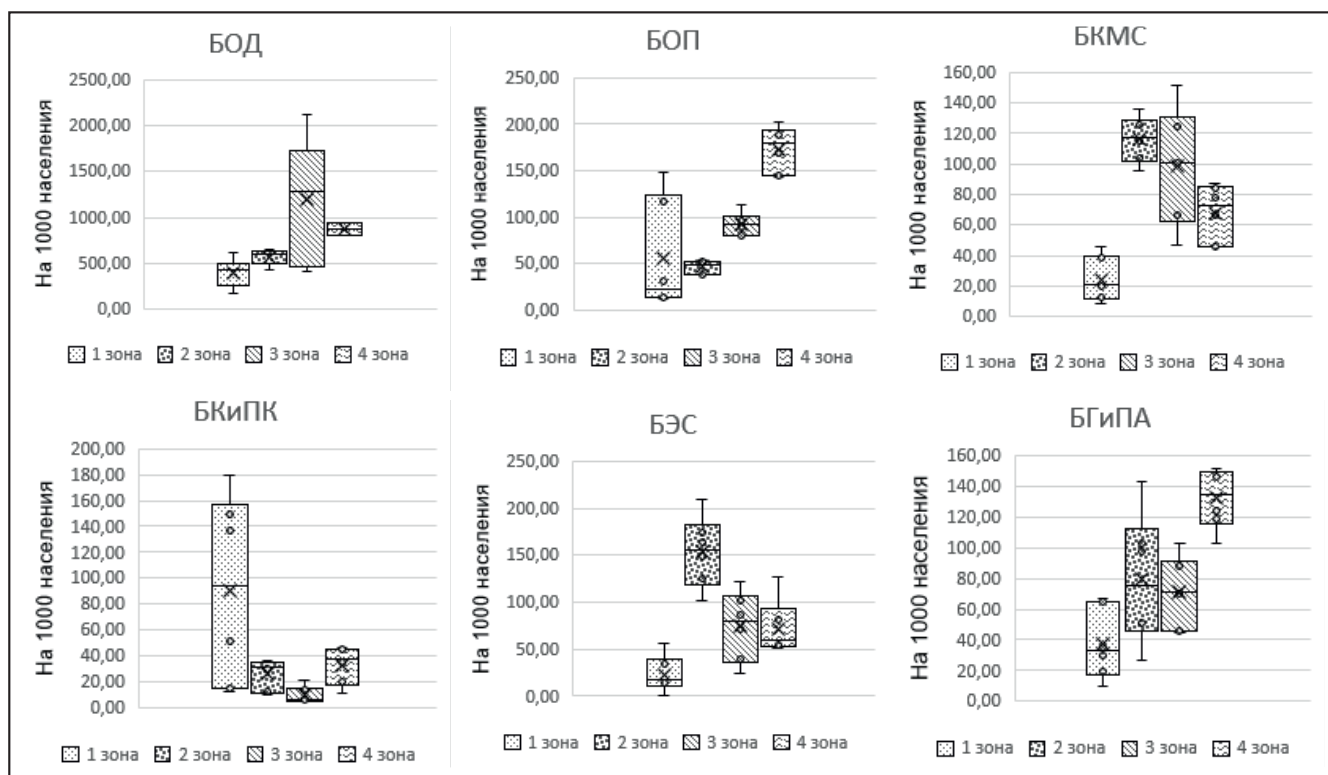 БОД
На 1000 населения
2500,00
2000,00
1500,00
1000,00
500,00
0,00
1 зона 2 зона 3 зона 4 зона
БОП
На 1000 населения
250,00
200,00
150,00
100,00
50,00
0,00
1 зона 2 зона 3 зона 4 зона
БКМС
На 1000 населения
160,00
140,00
120,00
100,00
80,00
60,00
40,00
20,00
0,00
1 зона 2 зона 3 зона 4 зона
БКиПК
На 1000 населения
200,00
180,00
160,00
140,00
120,00
100,00
80,00
60,00
40,00
20,00
0,00
1 зона 2 зона 3 зона 4 зона
БЭС
На 1000 населения
250,00
200,00
150,00
100,00
50,00
0,00
1 зона 2 зона 3 зона 4 зона
БГиПА
На 1000 населения
160,00
140,00
120,00
100,00
80,00
60,00
40,00
20,00
0,00
1 зона 2 зона 3 зона 4 зона